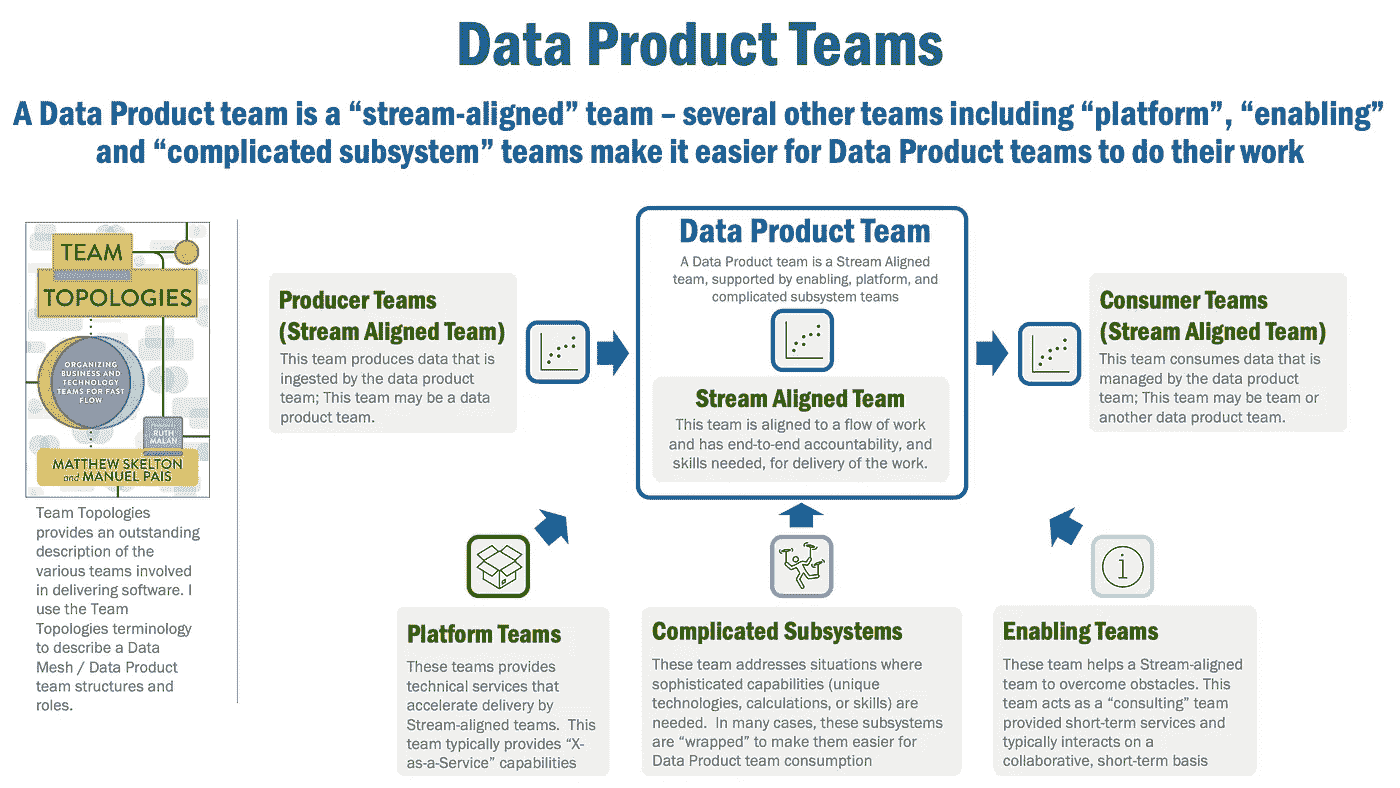 Data Product Teams
A Data Product team is a “stream-aligned” team – several other teams including “platform”, “enabling”
and “complicated subsystem” teams make it easier for Data Product teams to do their work
TEAM
TOPOLOGIES
ORGANIZING
BUSINESS AND
TECHNOLOGY
TEAMS FOR FAST
FLOW
RUTH
MALAN
MATTHEW SKELTON
and MANUEL PAIS
Team Topologies
provides an outstanding
description of the
various teams involved
in delivering software. I
use the Team
Topologies terminology
to describe a Data
Mesh / Data Product
team structures and
roles.
Producer Teams
(Stream Aligned Team)
This team produces data that is
ingested by the data product
team; This team may be a data
product team.
Data Product Team
A Data Product team is a Stream Aligned
team, supported by enabling, platform, and
complicated subsystem teams
Stream Aligned Team
This team is aligned to a flow of work
and has end-to-end accountability, and
skills needed, for delivery of the work.
Consumer Teams
(Stream Aligned Team)
This team consumes data that is
managed by the data product
team; This team may be team or
another data product team.
Platform Teams
These teams provides
technical services that
accelerate delivery by
Stream-aligned teams.  This
team typically provides “X-
as-a-Service” capabilities
Complicated Subsystems
These team addresses situations where
sophisticated capabilities (unique
technologies, calculations, or skills) are
needed.  In many cases, these subsystems
are “wrapped” to make them easier for
Data Product team consumption
Enabling Teams
These team helps a Stream-aligned
team to overcome obstacles. This
team acts as a “consulting” team
provided short-term services and
typically interacts on a
collaborative, short-term basis